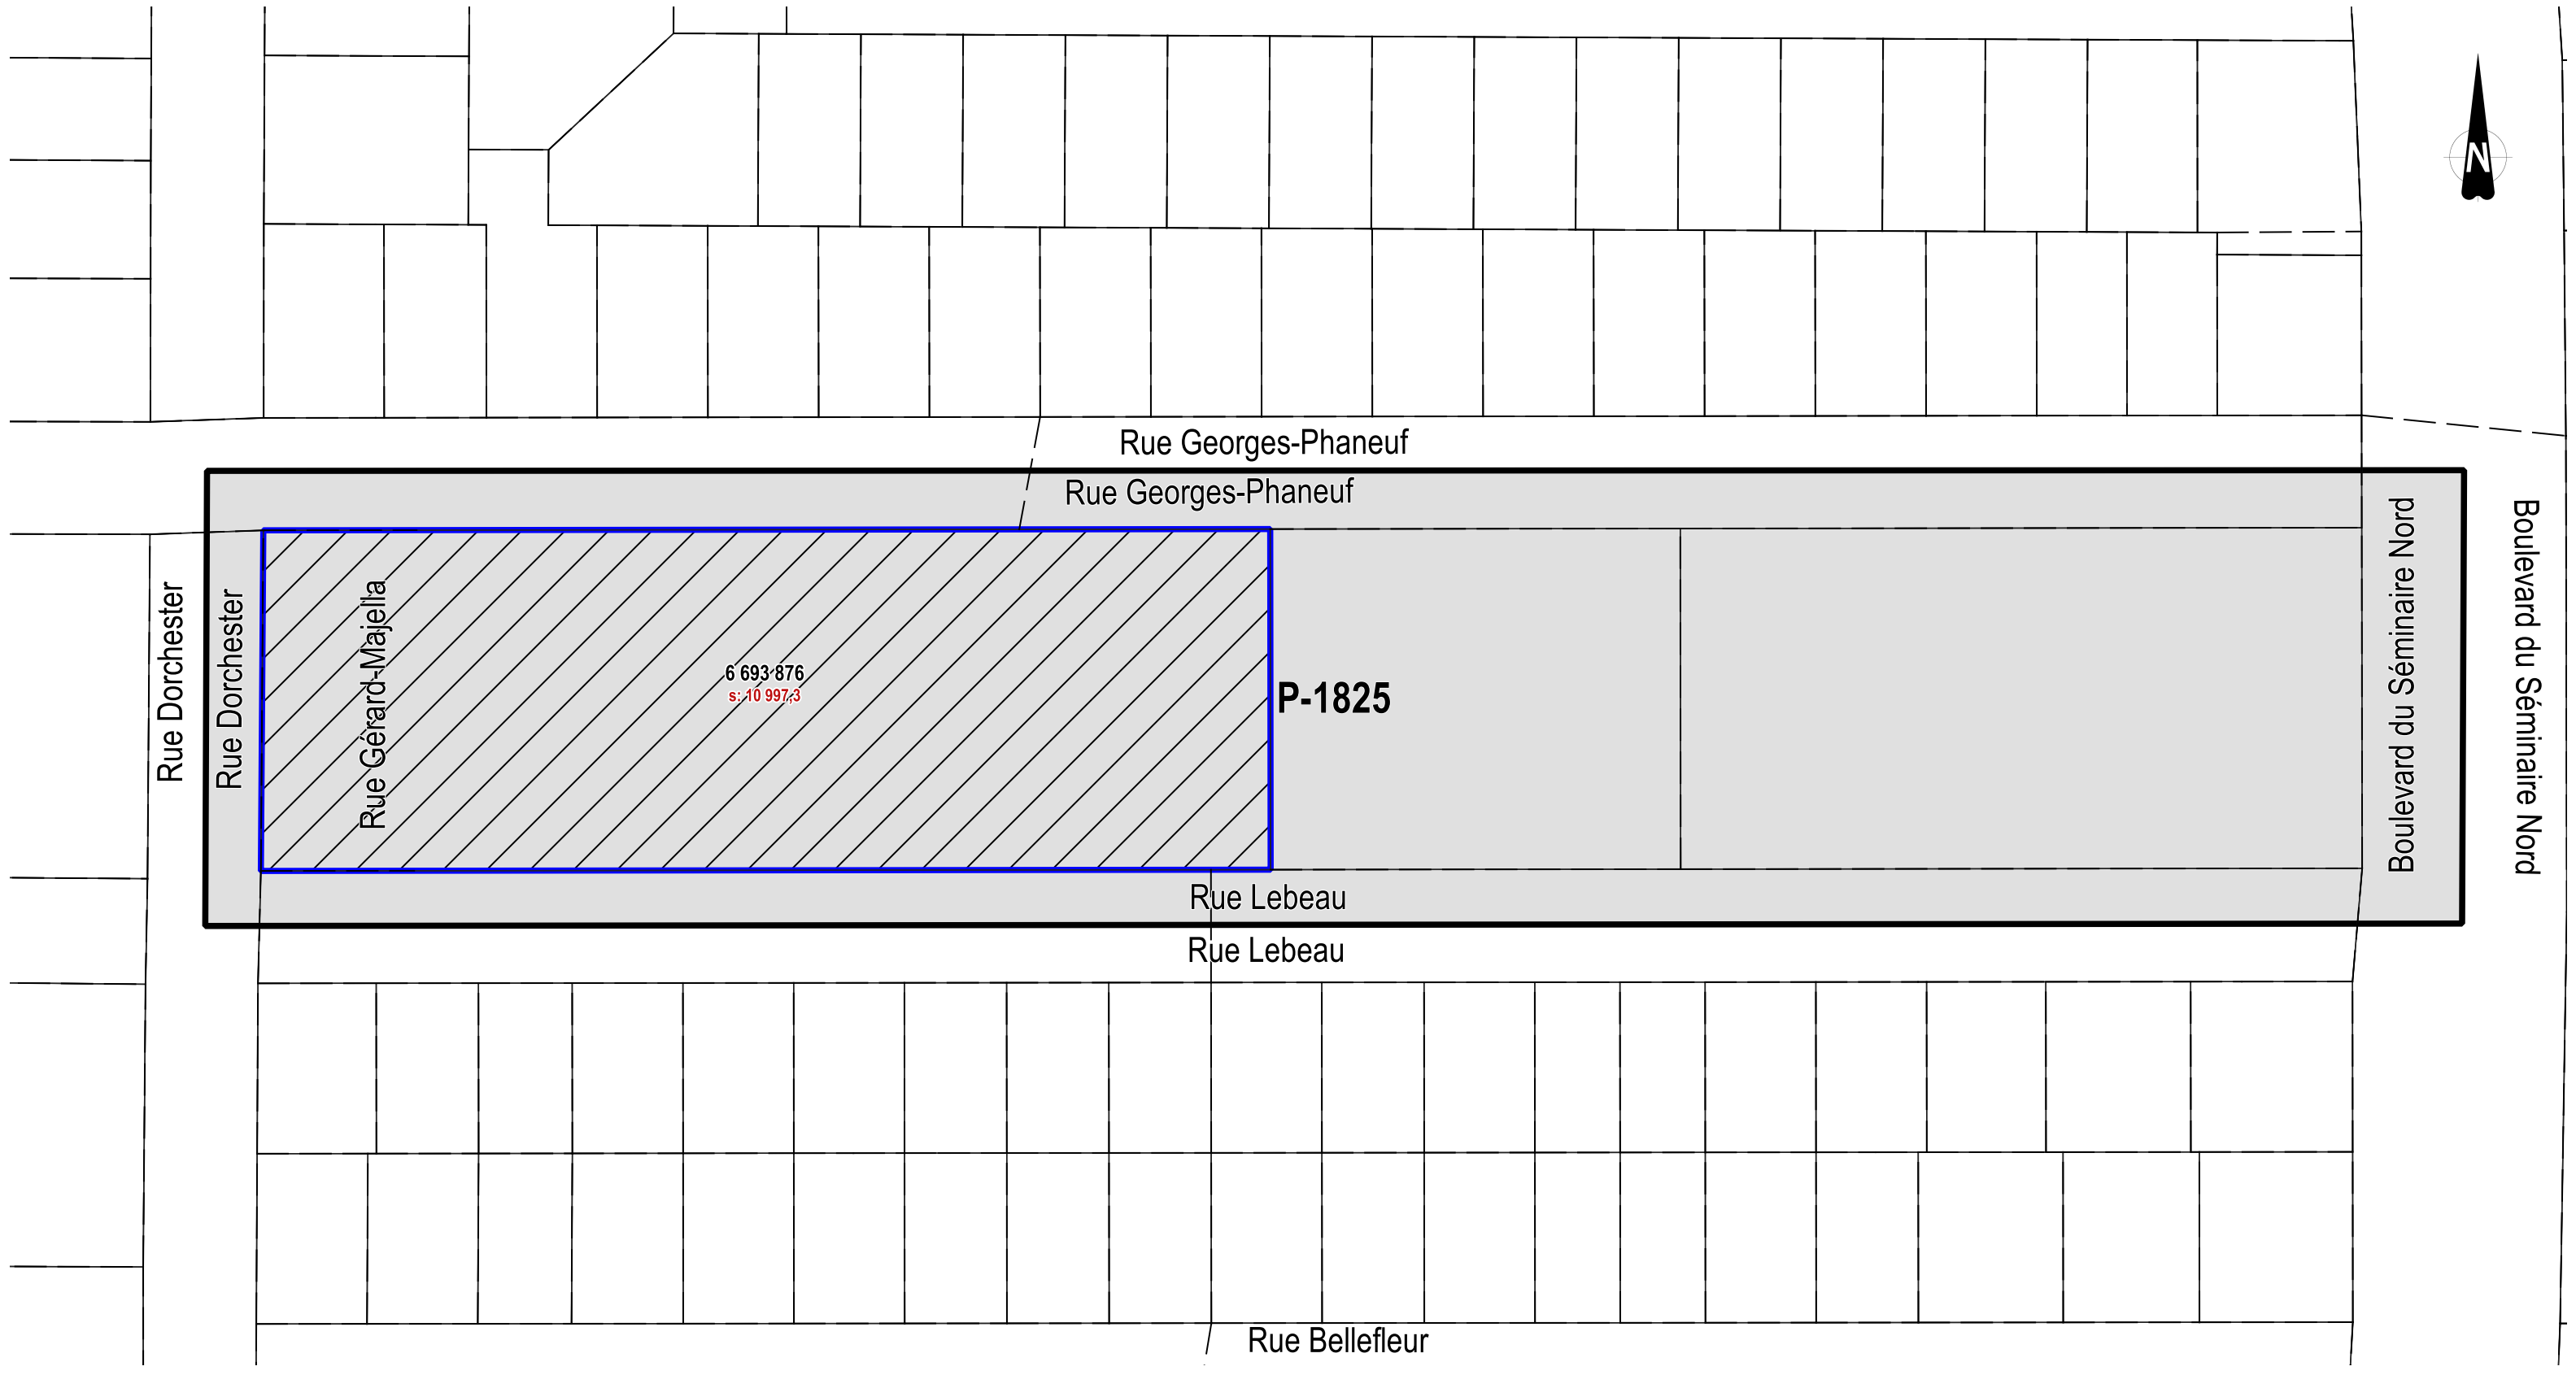 N
Rue Georges-Phaneuf
Rue Georges-Phaneuf
Rue Dorchester
Rue Dorchester
Rue Gérard-Majella
6 693 876
s: 10 997,3
P-1825
Boulevard du Séminaire Nord
Boulevard du Séminaire Nord
Rue Lebeau
Rue Lebeau
Rue Bellefleur